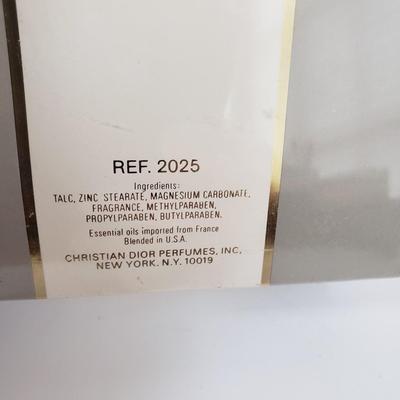 REF. 2025
Ingredients:
TALC, ZINC STEARATE, MAGNESIUM CARBONATE,
FRAGRANCE, METHYLPARABEN,
PROPYLPARABEN, BUTYLPARABEN.
Essential oils imported from France
Blended in U.S.A.
CHRISTIAN DIOR PERFUMES, INC,
NEW YORK. N.Y. 10019